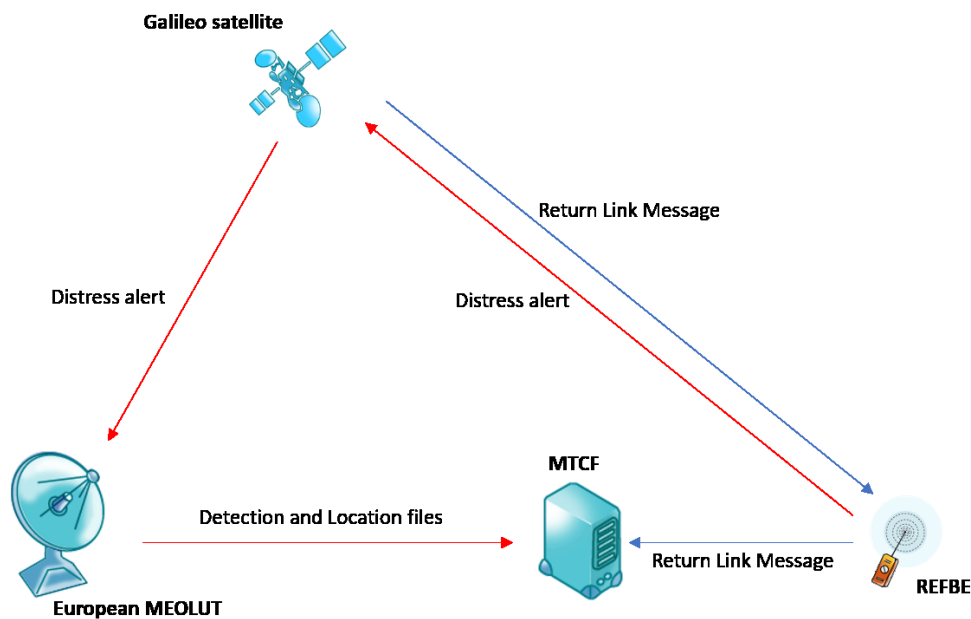 Galileo satellite
Return Link Message
Distress alert
Distress alert
MTCF
Detection and Location files
Return Link Message
REFBE
European MEOLUT